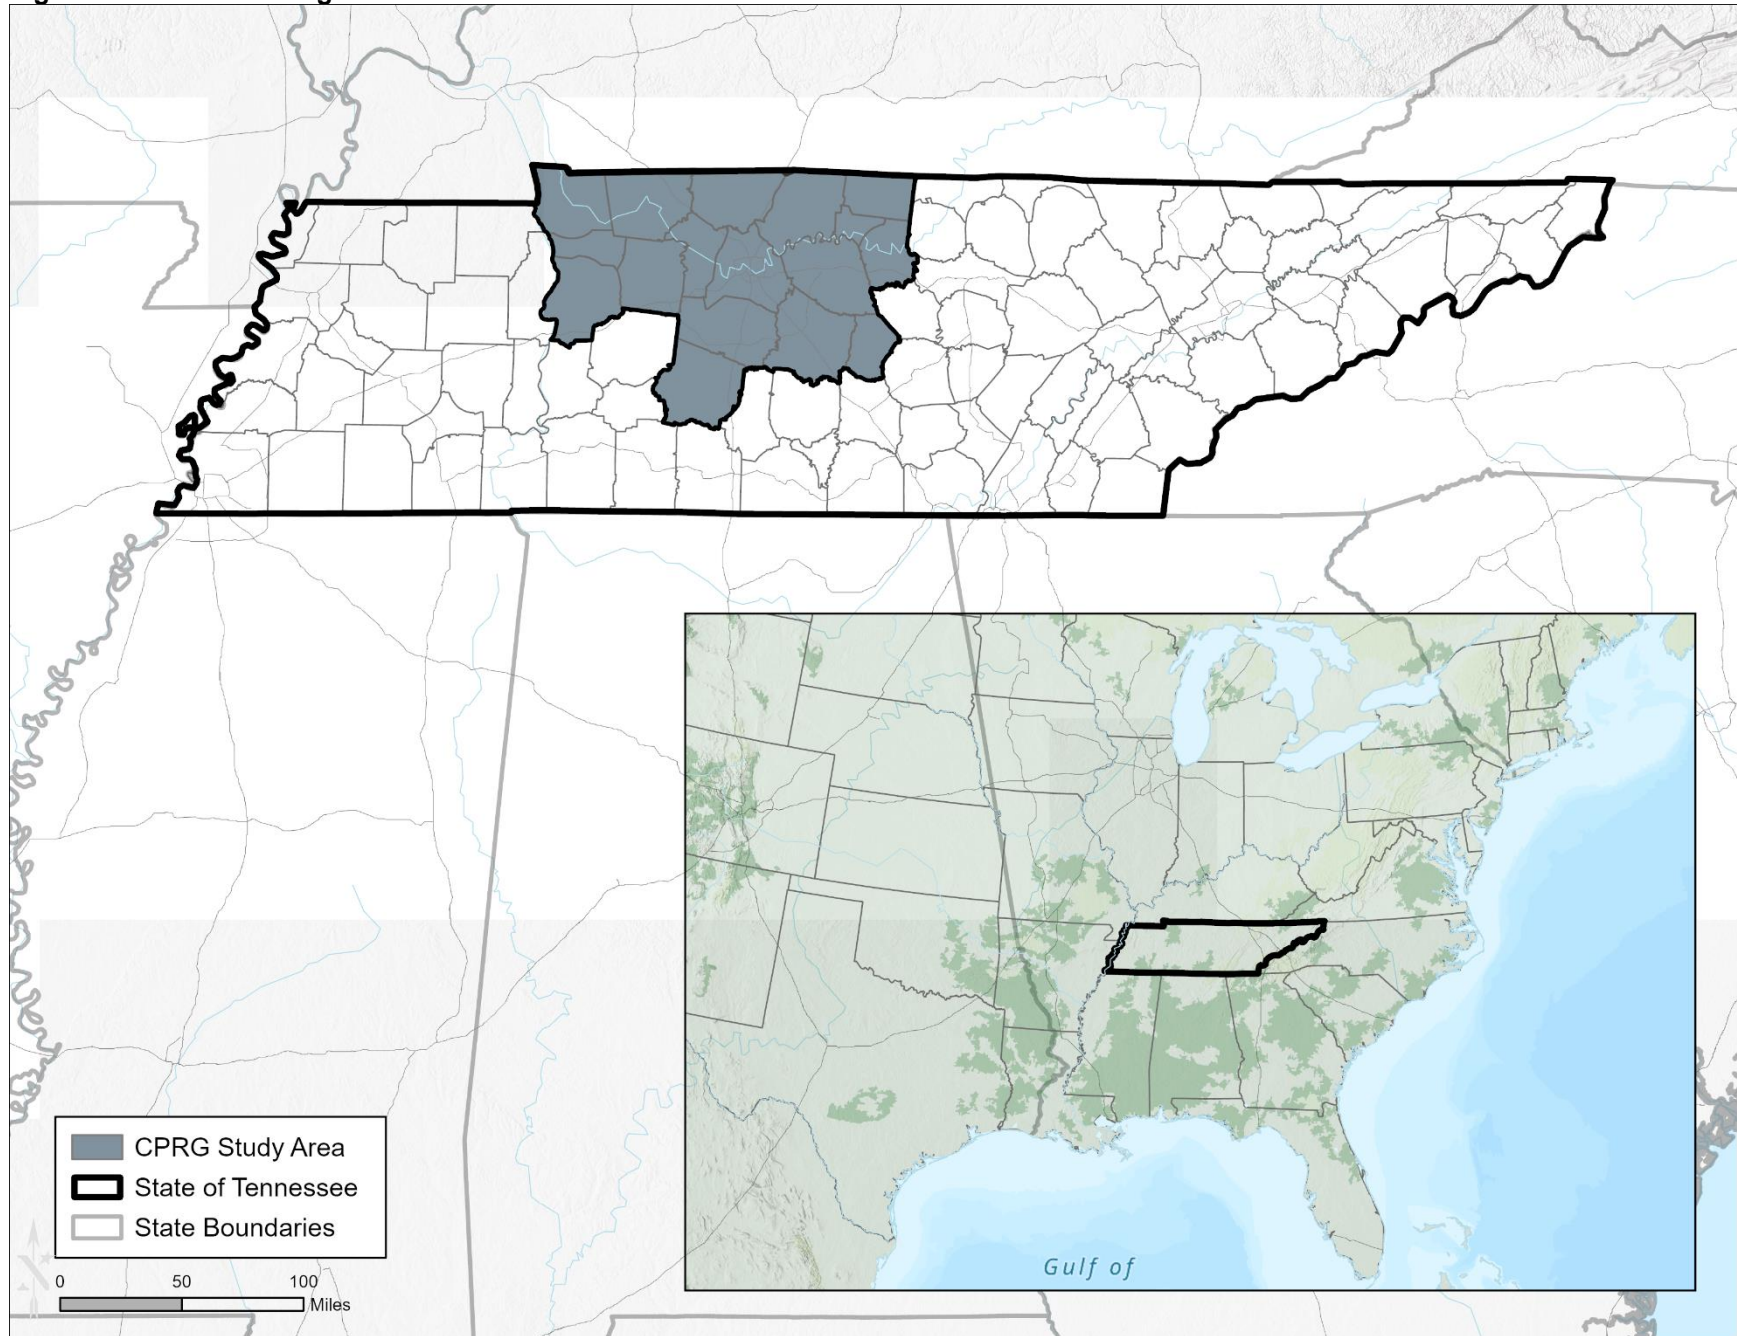 Gulf of
CPRG Study Area
State of Tennessee
State Boundaries
0 50 100
Miles